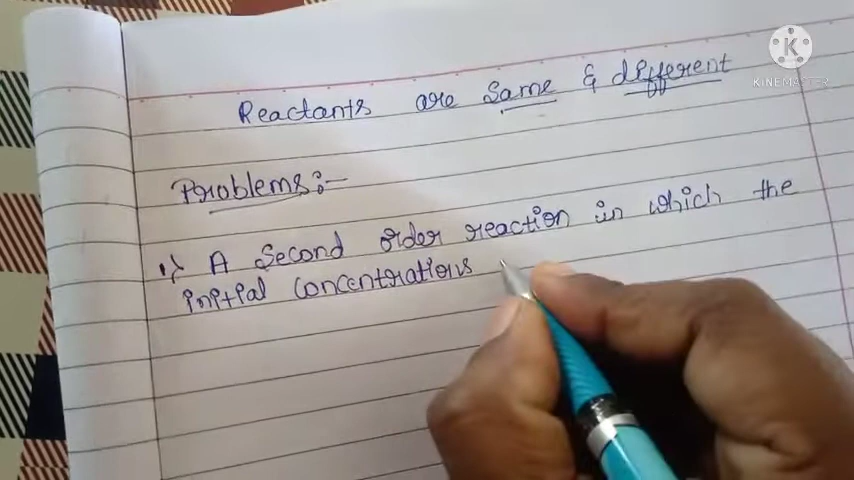 KINEMASTER
Reactants are Same & different
Problems:-
1) A Second order reaction in which the
initial concentrations